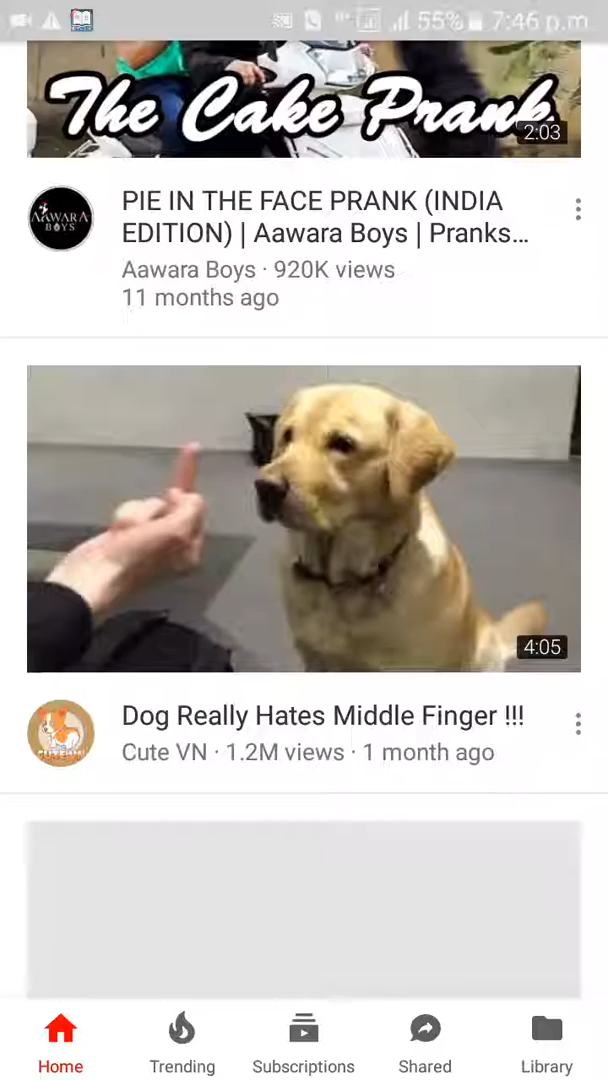 55% 7:46 p.m
The Cake Prank
2:03
AAWARA
BOYS
PIE IN THE FACE PRANK (INDIA
EDITION) | Aawara Boys | Pranks...
Aawara Boys · 920K views
11 months ago
4:05
Dog Really Hates Middle Finger !!!
Cute VN · 1.2M views · 1 month ago
Home Trending Subscriptions Shared Library